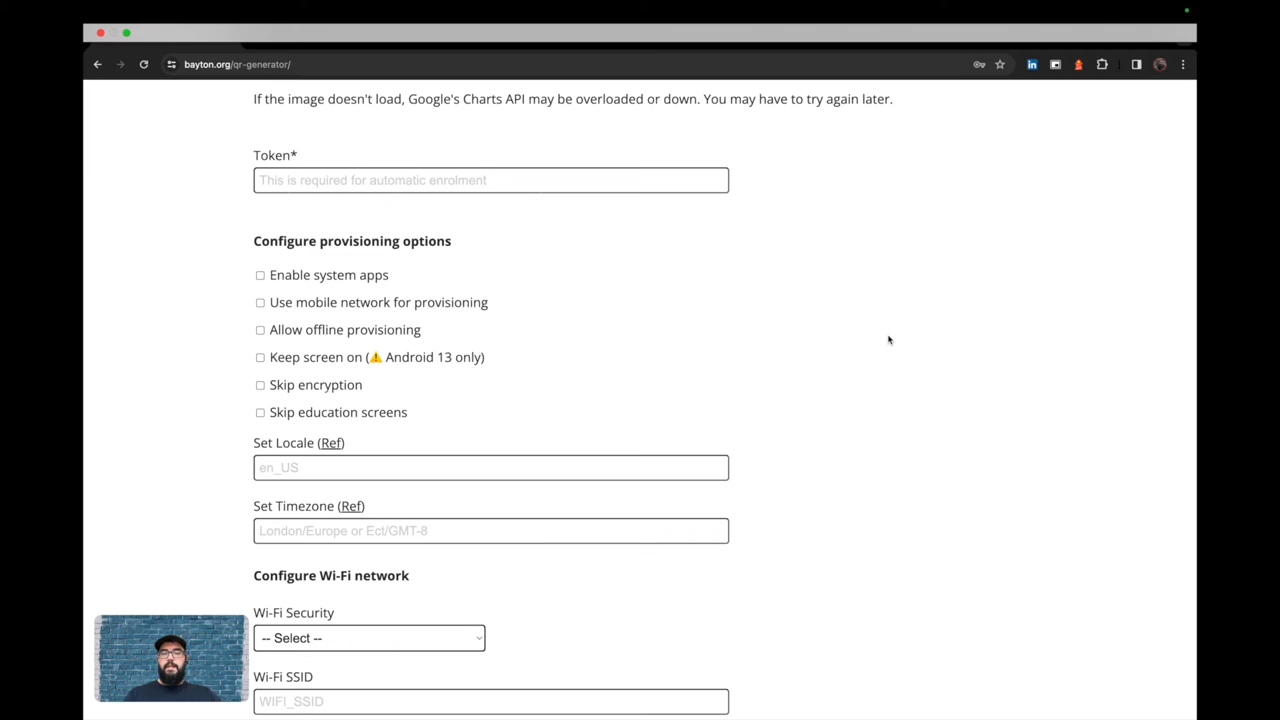 bayton.org/qr-generator/
If the image doesn't load, Google's Charts API may be overloaded or down. You may have to try again later.
Token*
This is required for automatic enrolment
Configure provisioning options
Enable system apps
Use mobile network for provisioning
Allow offline provisioning
Keep screen on (⚠️ Android 13 only)
Skip encryption
Skip education screens
Set Locale (Ref)
en_US
Set Timezone (Ref)
London/Europe or Ect/GMT-8
Configure Wi-Fi network
Wi-Fi Security
-- Select --
Wi-Fi SSID
WIFI_SSID